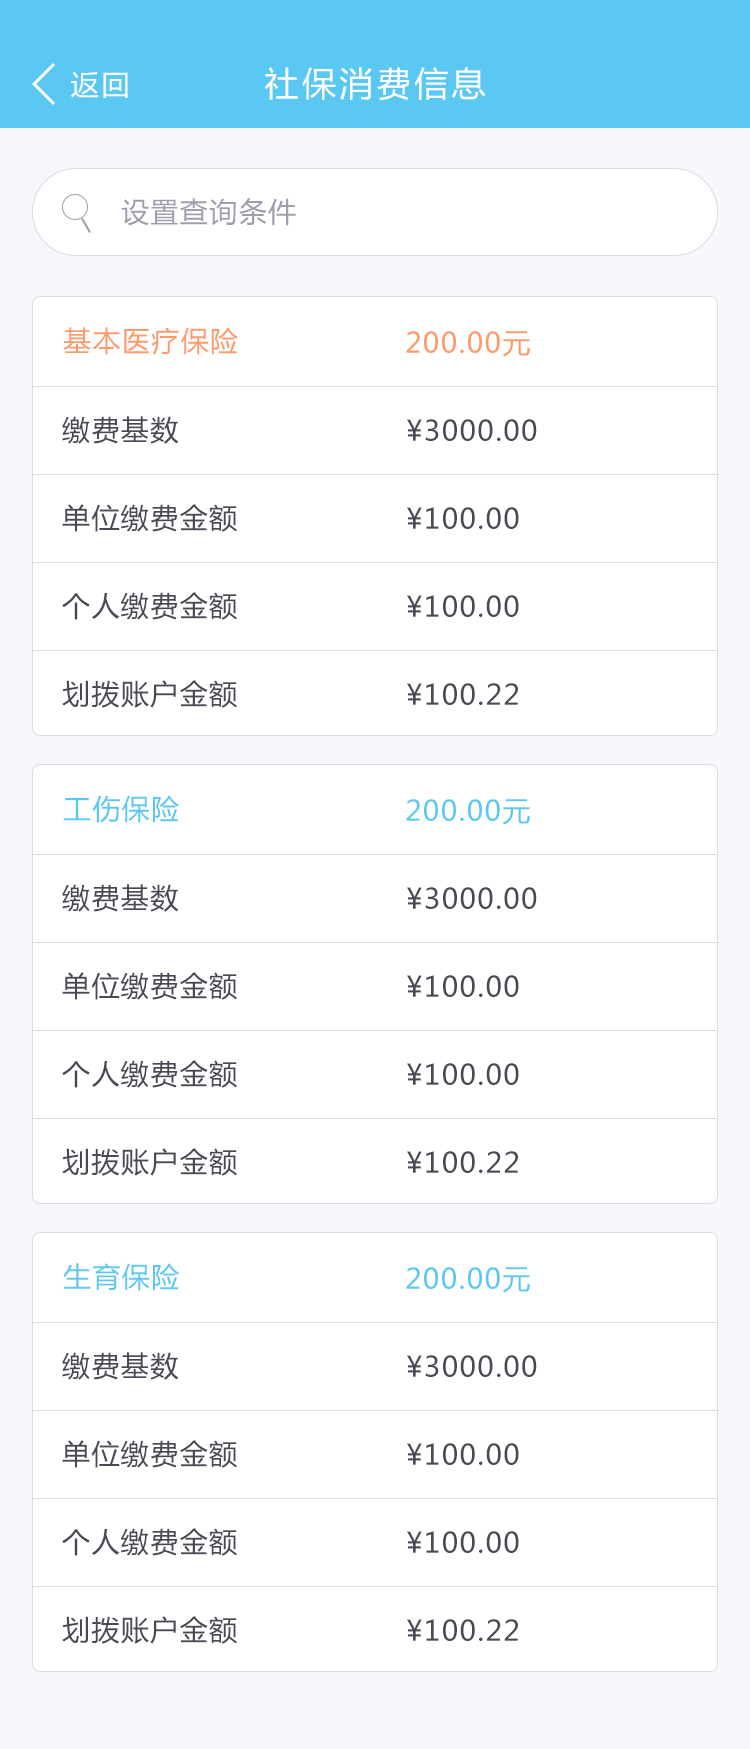 返回 社保消费信息
设置查询条件
基本医疗保险 200.00元
缴费基数 ¥3000.00
单位缴费金额 ¥100.00
个人缴费金额 ¥100.00
划拨账户金额 ¥100.22
工伤保险 200.00元
缴费基数 ¥3000.00
单位缴费金额 ¥100.00
个人缴费金额 ¥100.00
划拨账户金额 ¥100.22
生育保险 200.00元
缴费基数 ¥3000.00
单位缴费金额 ¥100.00
个人缴费金额 ¥100.00
划拨账户金额 ¥100.22